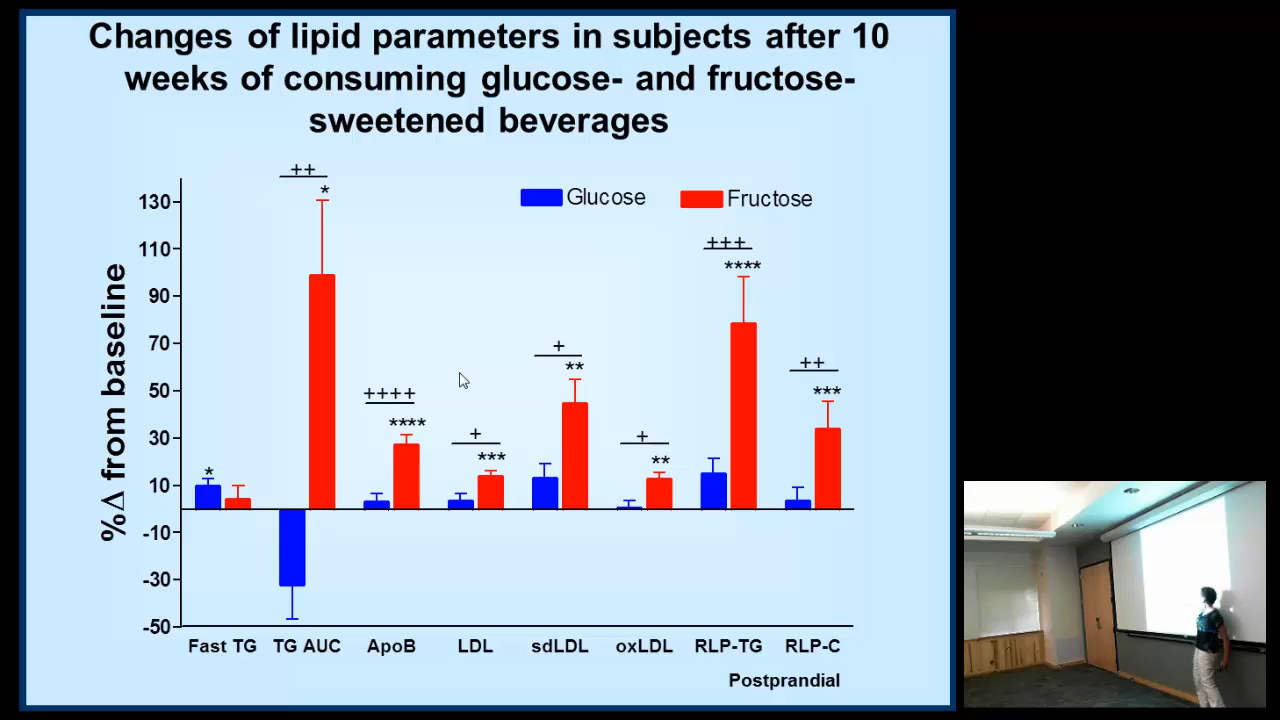 Changes of lipid parameters in subjects after 10
weeks of consuming glucose- and fructose-
sweetened beverages
Glucose
Fructose
%Δ from baseline
130
110
90
70
50
30
10
-10
-30
-50
*
++
*
++++
****
+
***
+
**
+
**
+++
****
++
***
Fast TG
TG AUC
ApoB
LDL
sdLDL
oxLDL
RLP-TG
RLP-C
Postprandial